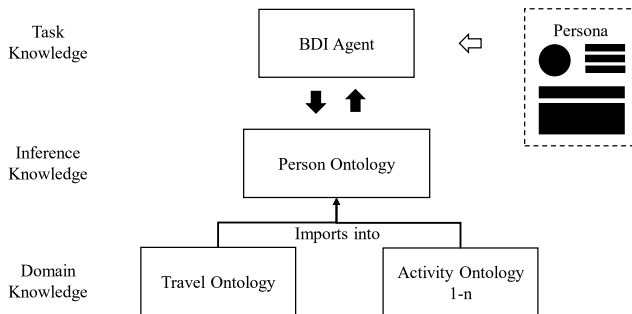 Task
Knowledge
BDI Agent
Persona
Inference
Knowledge
Person Ontology
Imports into
Domain
Knowledge
Travel Ontology
Activity Ontology
1-n